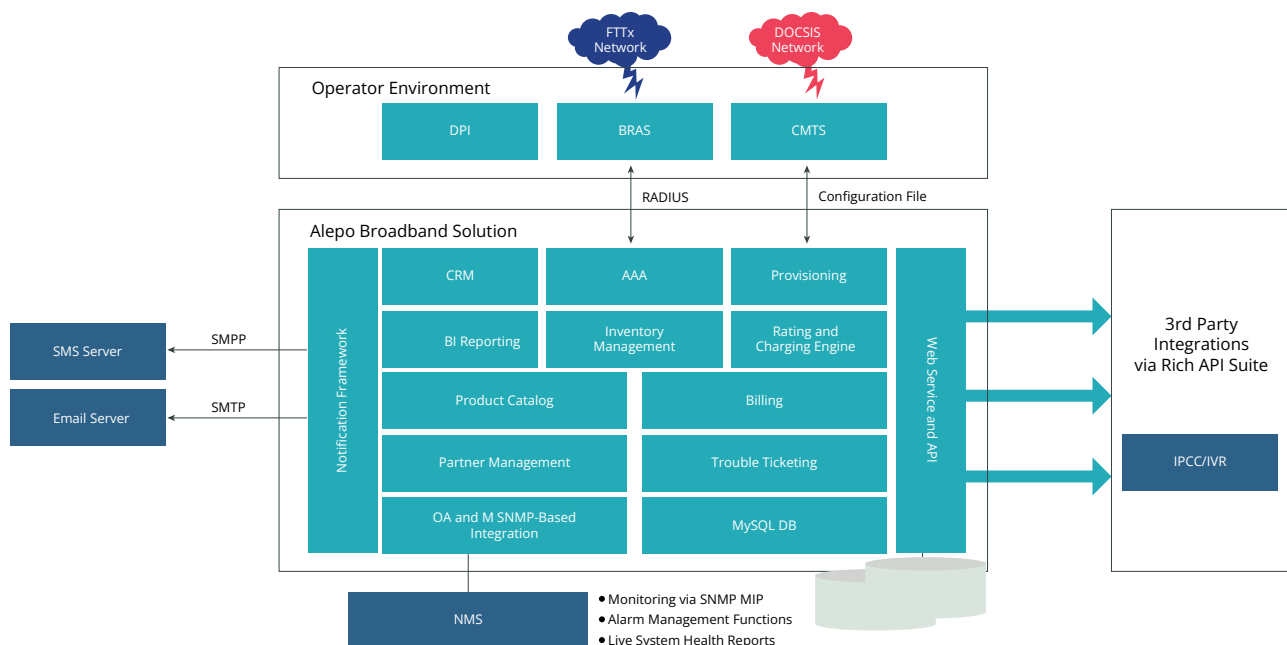 FTTx
Network
DOCSIS
Network
Operator Environment
DPI
BRAS
CMTS
RADIUS
Configuration File
Alepo Broadband Solution
Notification Framework
CRM
AAA
Provisioning
BI Reporting
Inventory
Management
Rating and
Charging Engine
Product Catalog
Billing
Partner Management
Trouble Ticketing
OA and M SNMP-Based
Integration
MySQL DB
Web Service and API
SMPP
SMS Server
SMTP
Email Server
3rd Party
Integrations
via Rich API Suite
IPCC/IVR
NMS
● Monitoring via SNMP MIP
● Alarm Management Functions
● Live System Health Reports